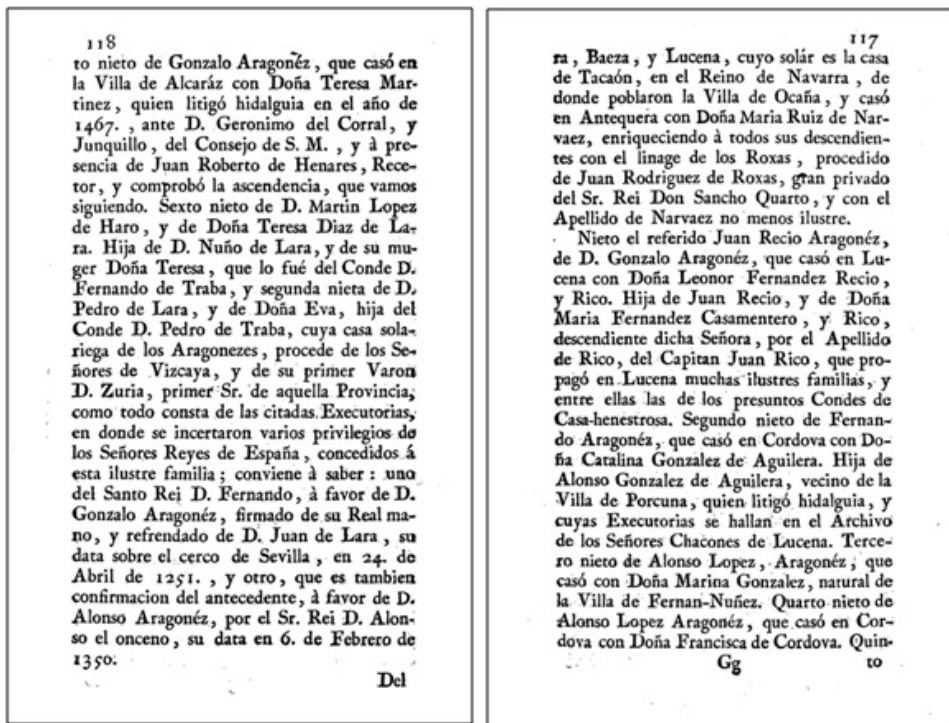 118
to nieto de Gonzalo Aragonéz, que casó en
la Villa de Alcaráz con Doña Teresa Mar-
tinez, quien litigó hidalguia en el año de
1467. , ante D. Geronimo del Corral, y
Junquillo, del Consejo de S. M. , y à pre-
sencia de Juan Roberto de Henares, Rece-
tor, y comprobó la ascendencia, que vamos
siguiendo. Sexto nieto de D. Martin Lopez
de Haro, y de Doña Teresa Diaz de La-
ra. Hija de D. Nuño de Lara, y de su mu-
ger Doña Teresa, que lo fué del Conde D.
Fernando de Traba, y segunda nieta de D.
Pedro de Lara, y de Doña Eva, hija del
Conde D. Pedro de Traba, cuya casa sola-
riega de los Aragonezes, procede de los Se-
ñores de Vizcaya, y de su primer Varon
D. Zuria, primer Sr. de aquella Provincia,
como todo consta de las citadas Executorias,
en donde se incertaron varios privilegios de
los Señores Reyes de España, concedidos á
esta ilustre familia; conviene à saber: uno
del Santo Rei D. Fernando, à favor de D.
Gonzalo Aragonéz, firmado de su Real ma-
no, y refrendado de D. Juan de Lara, su
data sobre el cerco de Sevilla, en 24. de
Abril de 1251. , y otro, que es tambien
confirmacion del antecedente, à favor de D.
Alonso Aragonéz, por el Sr. Rei D. Alon-
so el onceno, su data en 6. de Febrero de
1350.
Del
117
ra, Baeza, y Lucena, cuyo solár es la casa
de Tacaón, en el Reino de Navarra, de
donde poblaron la Villa de Ocaña, y casó
en Antequera con Doña Maria Ruiz de Nar-
vaez, enriqueciendo à todos sus descendien-
tes con el linage de los Roxas, procedido
de Juan Rodriguez de Roxas, gran privado
del Sr. Rei Don Sancho Quarto, y con el
Apellido de Narvaez no menos ilustre.
Nieto el referido Juan Recio Aragonéz,
de D. Gonzalo Aragonéz, que casó en Lu-
cena con Doña Leonor Fernandez Recio,
y Rico. Hija de Juan Recio, y de Doña
Maria Fernandez Casamentero, y Rico,
descendiente dicha Señora, por el Apellido
de Rico, del Capitan Juan Rico, que pro-
pagó en Lucena muchas ilustres familias, y
entre ellas las de los presuntos Condes de
Casa-henestrosa. Segundo nieto de Fernan-
do Aragonéz, que casó en Cordova con Do-
ña Catalina Gonzalez de Aguilera. Hija de
Alonso Gonzalez de Aguilera, vecino de la
Villa de Porcuna, quien litigó hidalguia, y
cuyas Executorias se hallan en el Archivo
de los Señores Chacones de Lucena. Terce-
ro nieto de Alonso Lopez, Aragonéz, que
casó con Doña Marina Gonzalez, natural de
la Villa de Fernan-Nuñez. Quarto nieto de
Alonso Lopez Aragonéz, que casó en Cor-
dova con Doña Francisca de Cordova. Quin-
Gg to